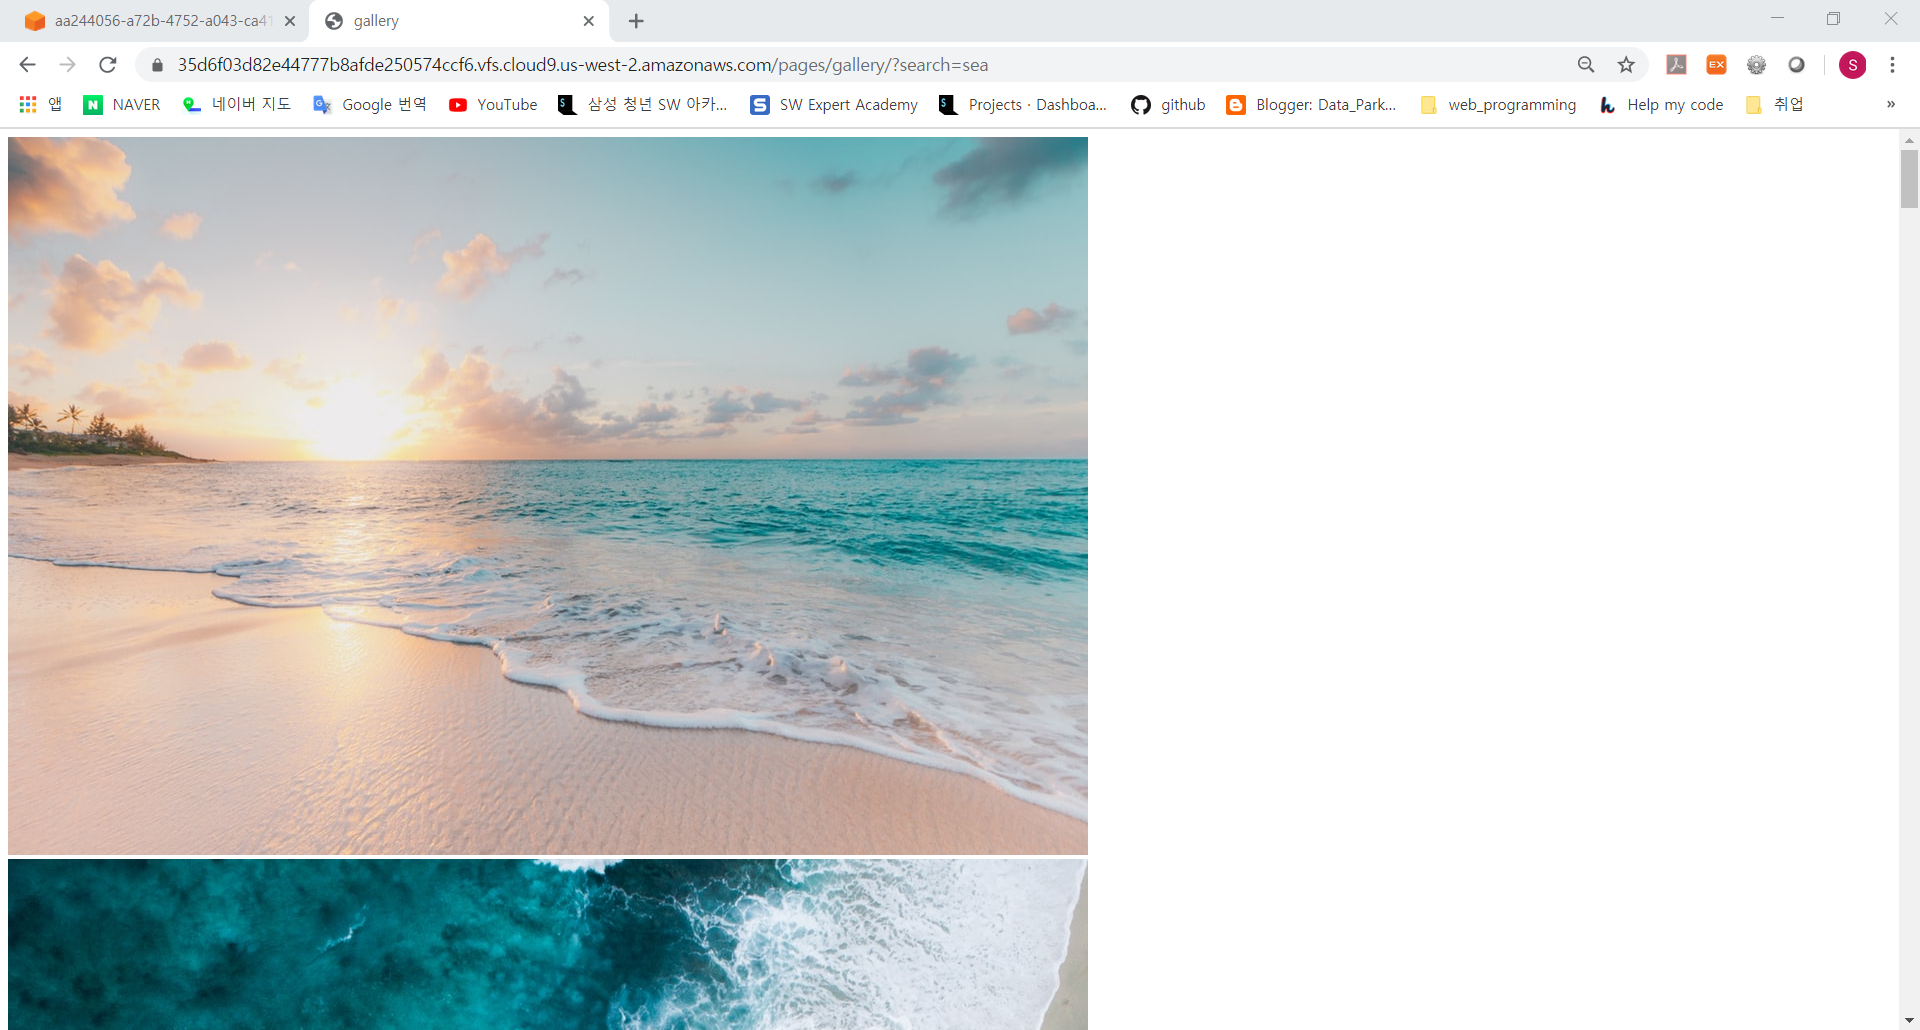 aa244056-a72b-4752-a043-ca41
gallery
35d6f03d82e44777b8afde250574ccf6.vfs.cloud9.us-west-2.amazonaws.com/pages/gallery/?search=sea
EX
S
앱 NAVER 네이버 지도 Google 번역 YouTube 삼성 청년 SW 아카... SW Expert Academy Projects · Dashboa... github Blogger: Data_Park... web_programming Help my code 취업 »